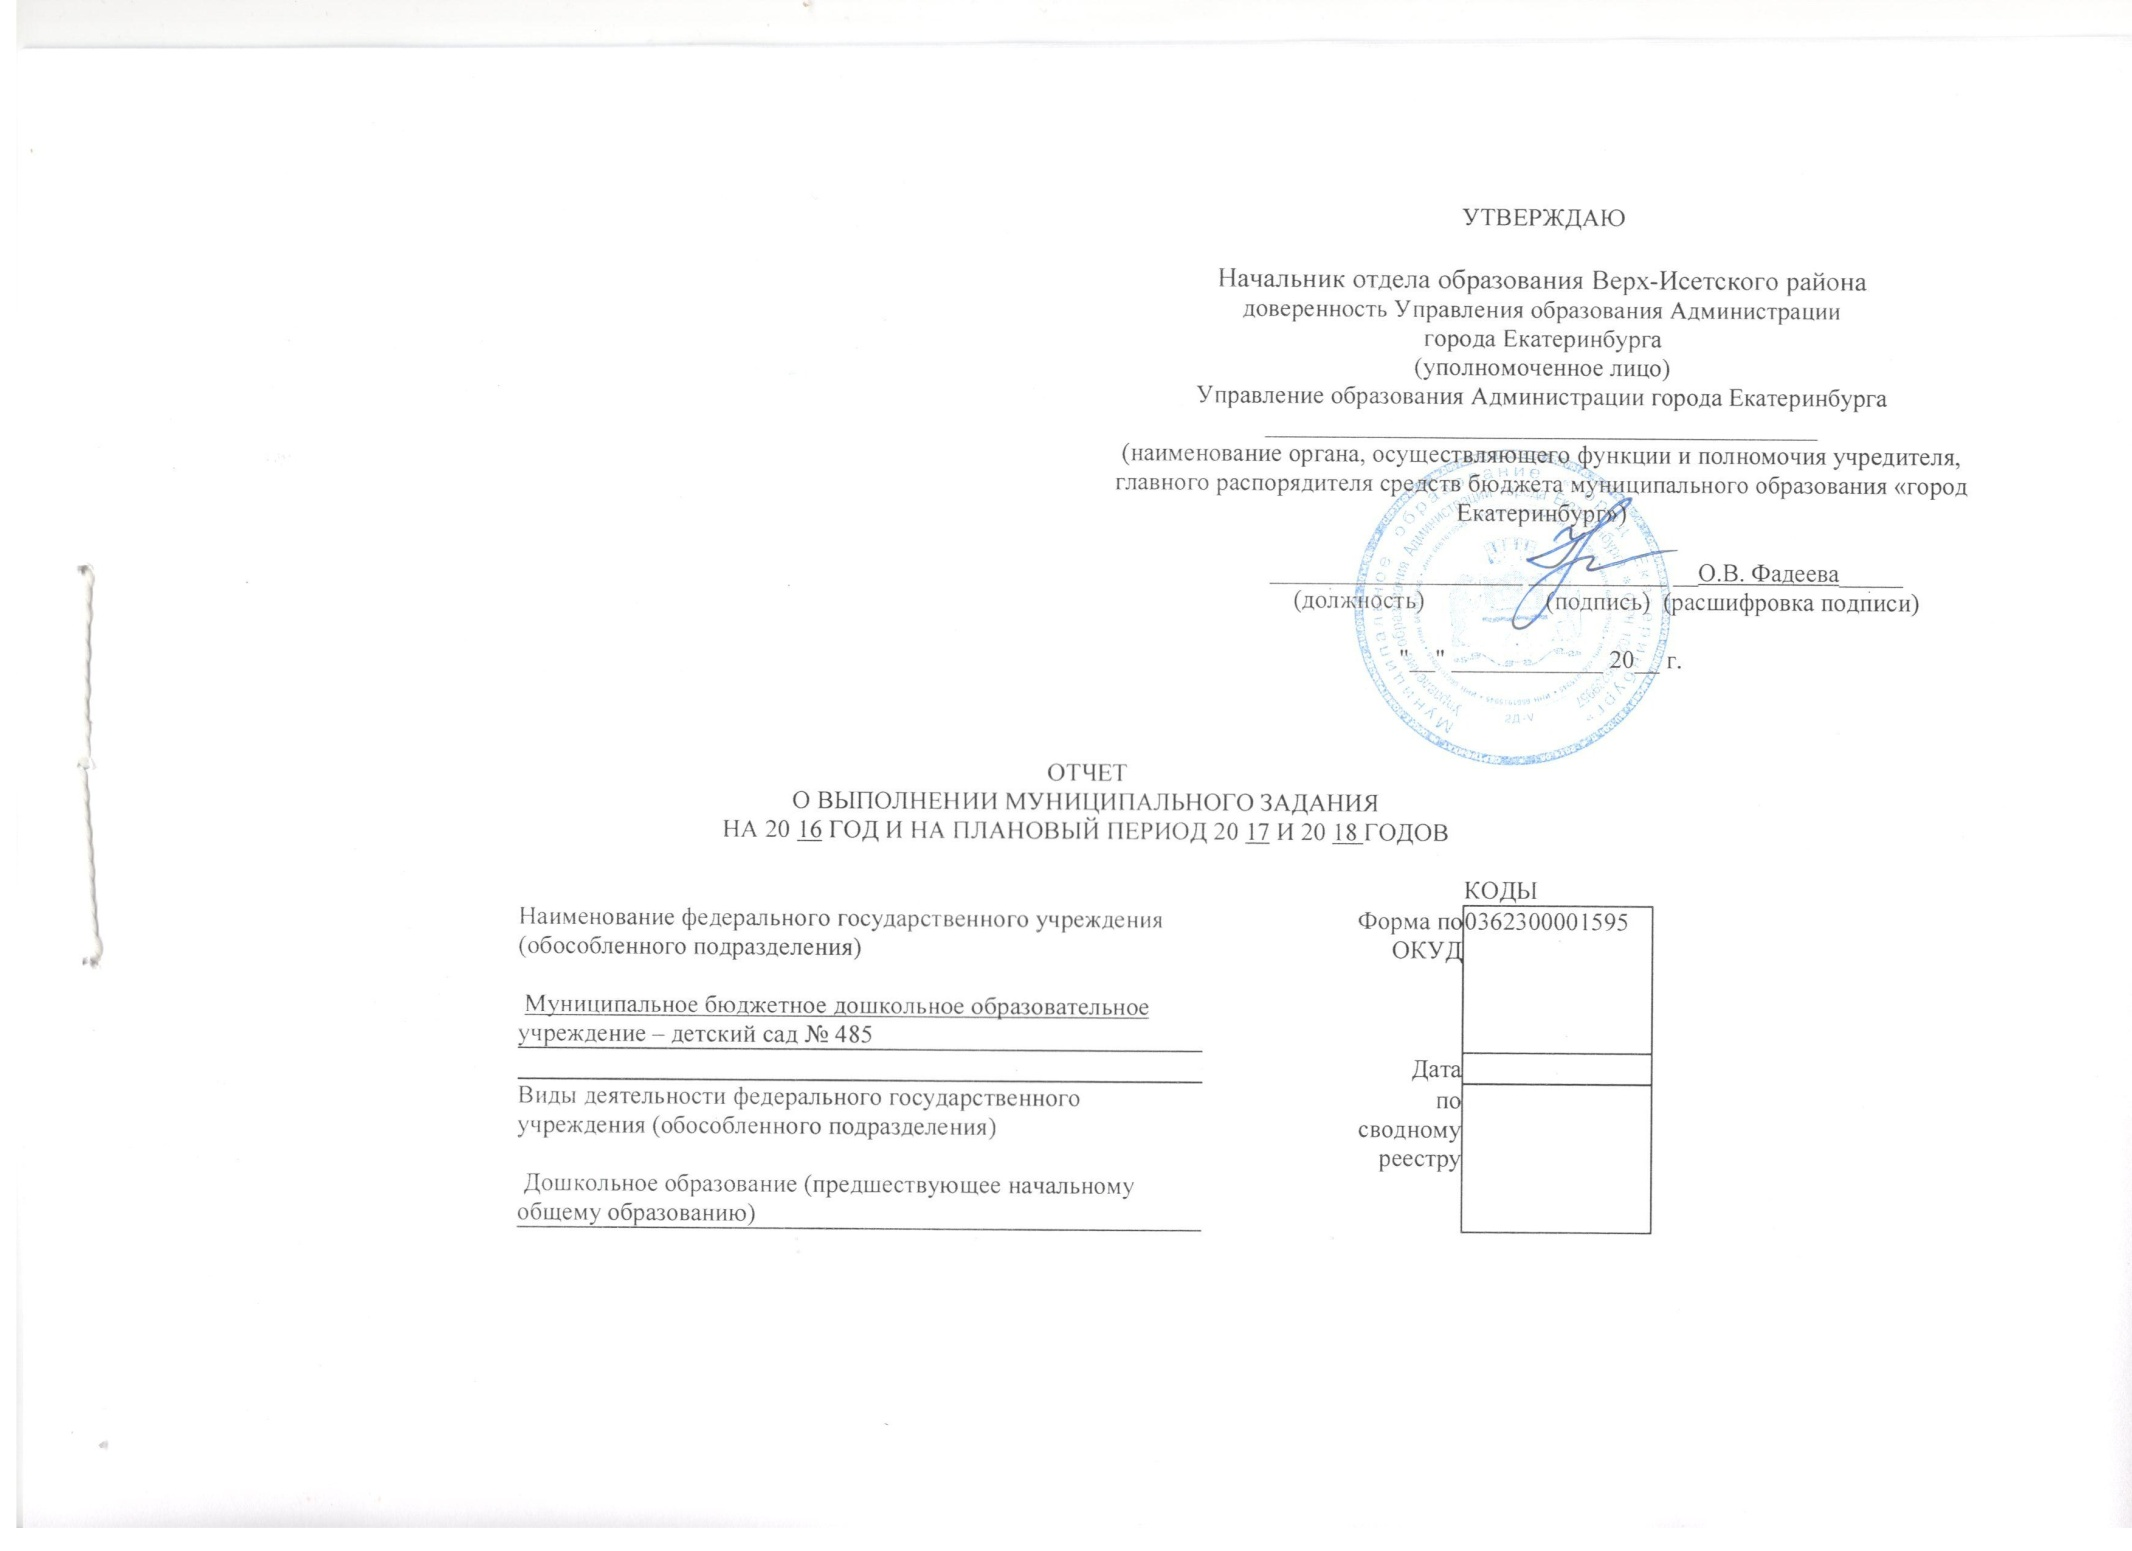 УТВЕРЖДАЮ
Начальник отдела образования Верх-Исетского района
доверенность Управления образования Администрации
города Екатеринбурга
(уполномоченное лицо)
Управление образования Администрации города Екатеринбурга
(наименование органа, осуществляющего функции и полномочия учредителя,
главного распорядителя средств бюджета муниципального образования «город
Екатеринбург»)
О.В. Фадеева
(должность) (подпись) (расшифровка подписи)
"__" ____________ 20__ г.
ОТЧЕТ
О ВЫПОЛНЕНИИ МУНИЦИПАЛЬНОГО ЗАДАНИЯ
НА 20 16 ГОД И НА ПЛАНОВЫЙ ПЕРИОД 20 17 И 20 18 ГОДОВ
КОДЫ
Наименование федерального государственного учреждения Форма по 0362300001595
(обособленного подразделения) ОКУД
Муниципальное бюджетное дошкольное образовательное
учреждение – детский сад № 485
Дата
Виды деятельности федерального государственного по
учреждения (обособленного подразделения) сводному
реестру
Дошкольное образование (предшествующее начальному
общему образованию)